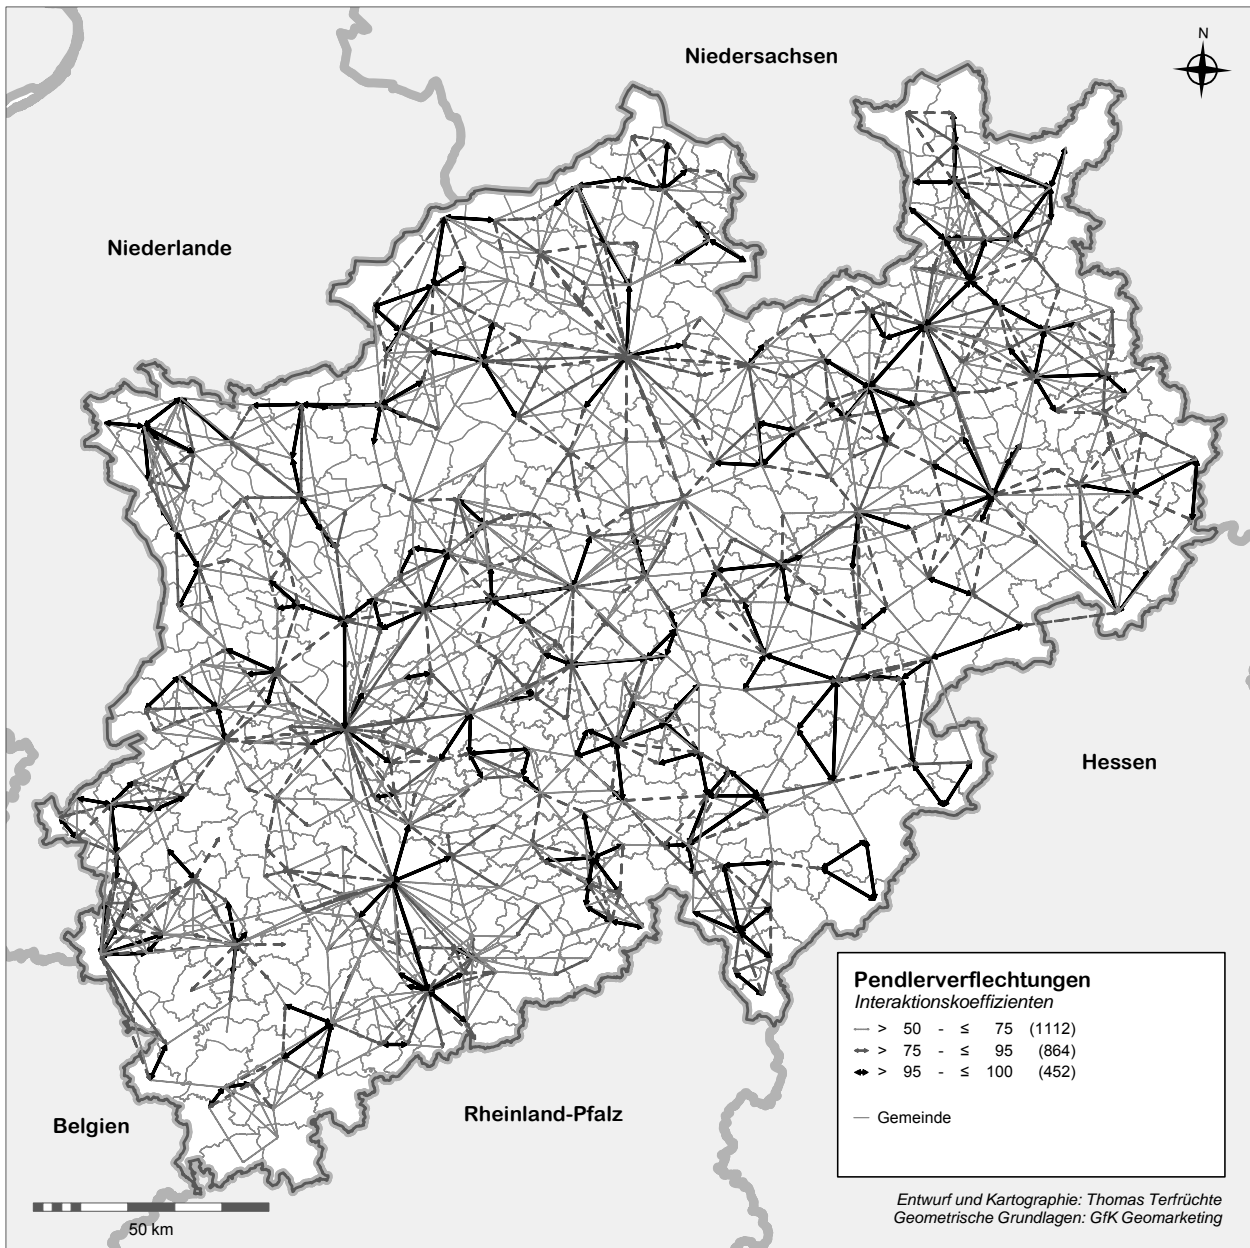 N
Niedersachsen
Niederlande
Hessen
Belgien
Rheinland-Pfalz
Pendlerverflechtungen
Interaktionskoeffizienten
> 50 - ≤ 75 (1112)
> 75 - ≤ 95 (864)
> 95 - ≤ 100 (452)
Gemeinde
50 km
Entwurf und Kartographie: Thomas Terfrüchte
Geometrische Grundlagen: GfK Geomarketing